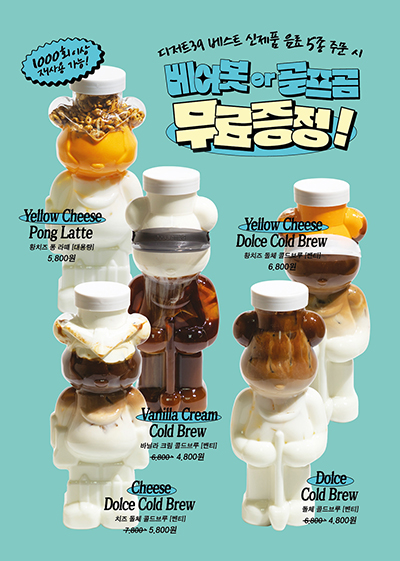 1000회 이상
재사용 가능!
디저트39 베스트 신제품 음료 5종 주문 시
베어봇 or 곰프곰
무료증정!
Yellow Cheese
Pong Latte
황치즈 퐁 라떼 [대용량]
5,800원
Yellow Cheese
Dolce Cold Brew
황치즈 돌체 콜드브루 [벤티]
6,800원
Vanilla Cream
Cold Brew
바닐라 크림 콜드브루 [벤티]
6,800 4,800원
Cheese
Dolce Cold Brew
치즈 돌체 콜드브루 [벤티]
7,800 5,800원
Dolce
Cold Brew
돌체 콜드브루 [벤티]
6,800 4,800원